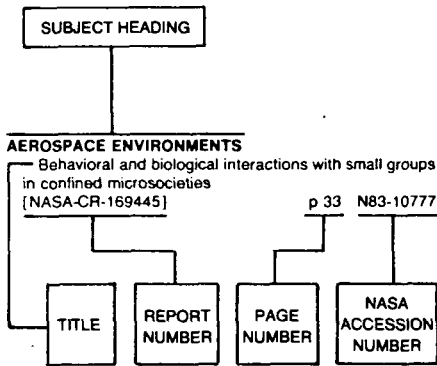 SUBJECT HEADING
AEROSPACE ENVIRONMENTS
Behavioral and biological interactions with small groups
in confined microsocieties
[NASA-CR-169445] p 33 N83-10777
TITLE
REPORT
NUMBER
PAGE
NUMBER
NASA
ACCESSION
NUMBER